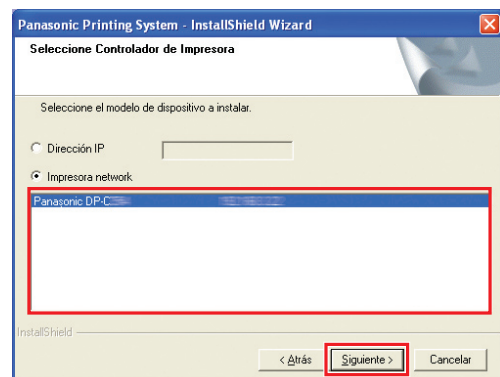 Panasonic Printing System - InstallShield Wizard
Seleccione Controlador de Impresora
Seleccione el modelo de dispositivo a instalar.
Dirección IP
Impresora network
Panasonic DP-C
InstallShield
< Atrás Siguiente > Cancelar